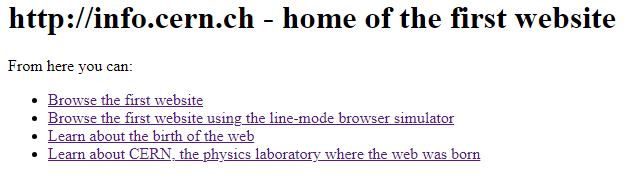 http://info.cern.ch - home of the first website
From here you can:
Browse the first website
Browse the first website using the line-mode browser simulator
Learn about the birth of the web
Learn about CERN, the physics laboratory where the web was born